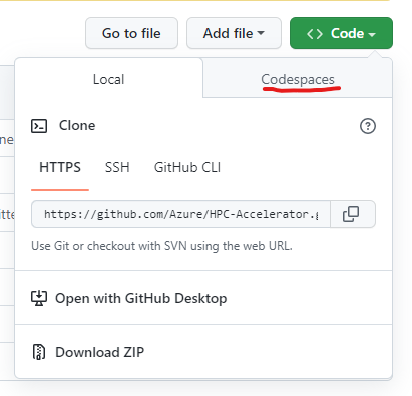 Go to file Add file Code
Local Codespaces
Clone
HTTPS SSH GitHub CLI
https://github.com/Azure/HPC-Accelerator.g
Use Git or checkout with SVN using the web URL.
Open with GitHub Desktop
Download ZIP